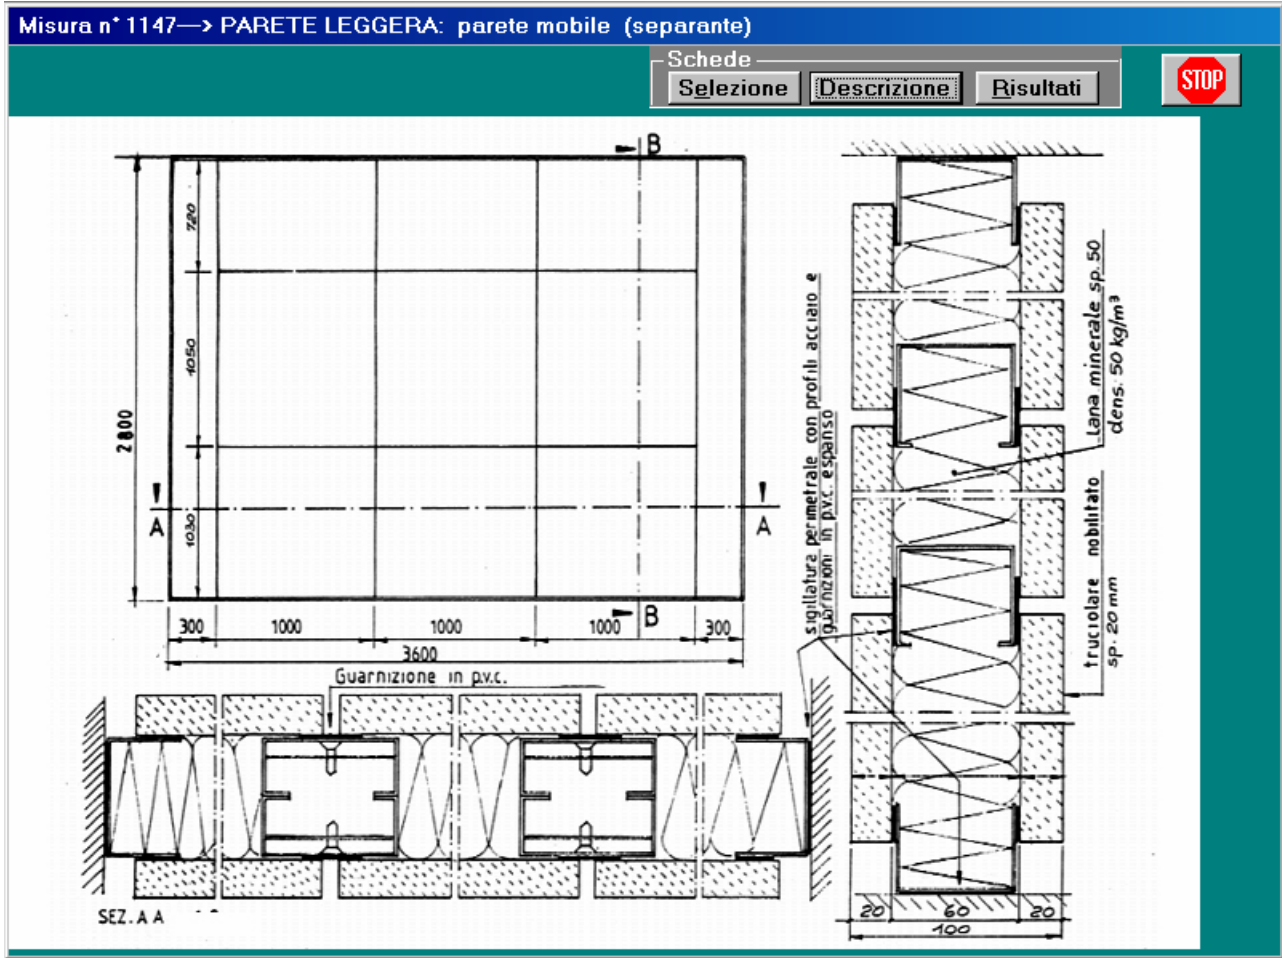 Misura n° 1147—> PARETE LEGGERA: parete mobile (separante)
Schede
Selezione
Descrizione
Risultati
STOP
B
720
1050
2800
1030
A
A
B
300
1000
1000
1000
300
3600
Guarnizione in p.v.c.
SEZ. A A
sigillatura perimetrale con profili acciaio e
guarnizioni in p.v.c. espanso
Lana minerale sp. 50
dens. 50 kg/m³
truciolare nobilitato
sp. 20 mm
20
60
20
100